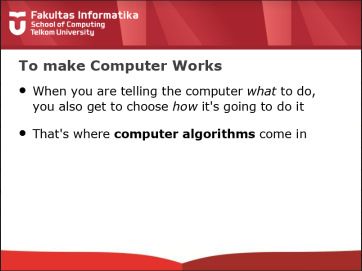 Fakultas Informatika
School of Computing
Telkom University
To make Computer Works
• When you are telling the computer what to do,
you also get to choose how it's going to do it
• That's where computer algorithms come in